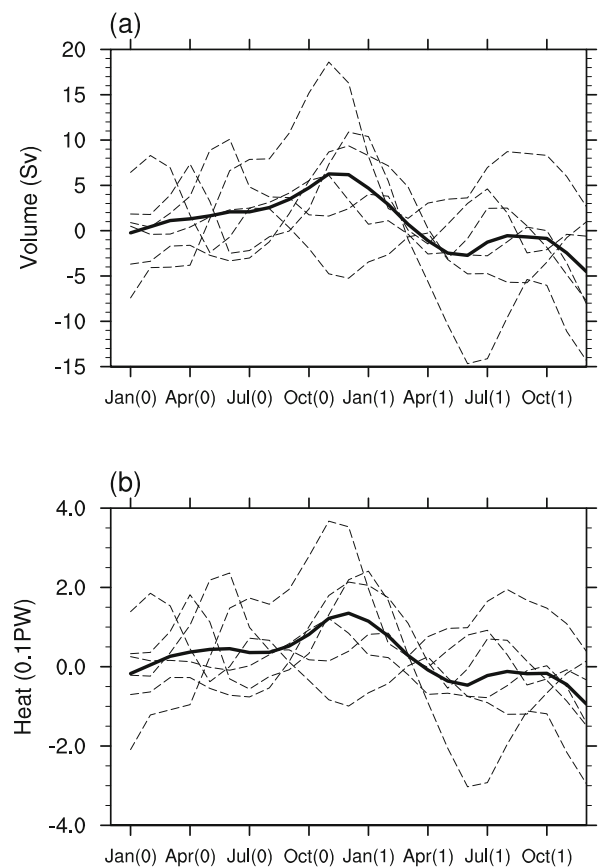 (a)
20
15
10
5
0
-5
-10
-15
Volume (Sv)
Jan(0) Apr(0) Jul(0) Oct(0) Jan(1) Apr(1) Jul(1) Oct(1)
(b)
4.0
2.0
0.0
-2.0
-4.0
Heat (0.1PW)
Jan(0) Apr(0) Jul(0) Oct(0) Jan(1) Apr(1) Jul(1) Oct(1)